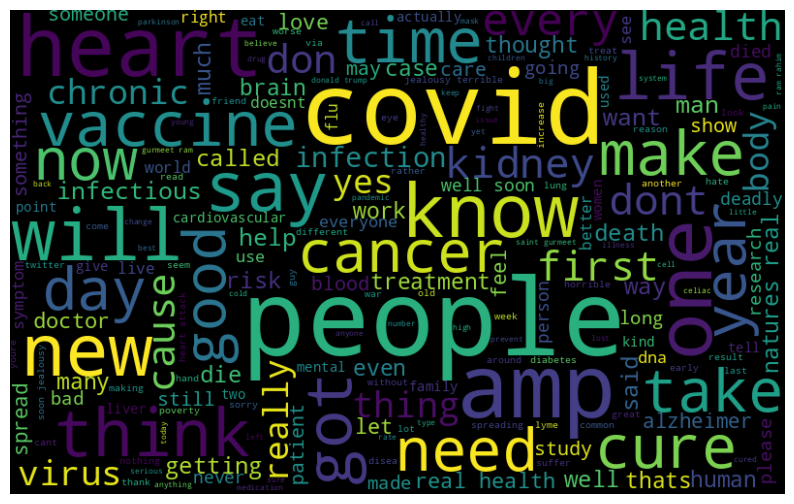 someone
right
eat
love
time
actually
mask
call
parkinson
worse
via
every
see
health
heart
don
believe
drug
thought
children
history
treat
died
life
much
may
case
care
going
used
big
system
ram rahim
chronic
brain
doesnt
donald trump
jealousy terrible
keep
pain
friend
flu
eye
covid
increase
fight
issue
yet
want
man
reason
look
vaccine
something
young
gurmeet ram
now
called
infection
healthy
kidney
make
show
body
back
read
world
say
yes
rather
well soon
lung
another
hate
infectious
point
cardiovascular
work
know
dont
women
deadly
little
everyone
pandemic
different
better
death
year
one
will
come
change
best
help
cancer
saint gurmeet
illness
twitter
give
live
seem
use
guy
risk
blood
treatment
feel
first
cell
way
research
natures real
day
good
cause
symptom
heart attack
cold
war
old
horrible
celiac
doctor
people
person
long
lost
number
high
week
prevent
kind
dna
tell
youre
new
soon jealousy
hand
die
anyone
mental
even
around
diabetes
said
early
result
last
many
making
still
two
without
family
amp
take
spread
bad
really
got
thing
liver
poverty
sorry
patient
lot
spreading
lyme
great
alzheimer
think
today
left
let
rate
type
common
need
study
cure
please
cant
nothing
serious
disea
suffer
cured
virus
getting
never
thank
anything
medication
made
real health
well
thats
human